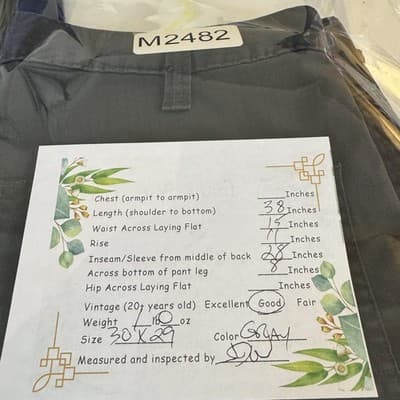 M2482
Chest (armpit to armpit) Inches
Length (shoulder to bottom) 38 Inches
Waist Across Laying Flat 15 Inches
Rise 11 Inches
Inseam/Sleeve from middle of back 28 Inches
Across bottom of pant leg 8 Inches
Hip Across Laying Flat Inches
Vintage (20+ years old) Excellent Good Fair
Weight 1 lb 0 oz
Size 30 X 29 Color GRAY
Measured and inspected by